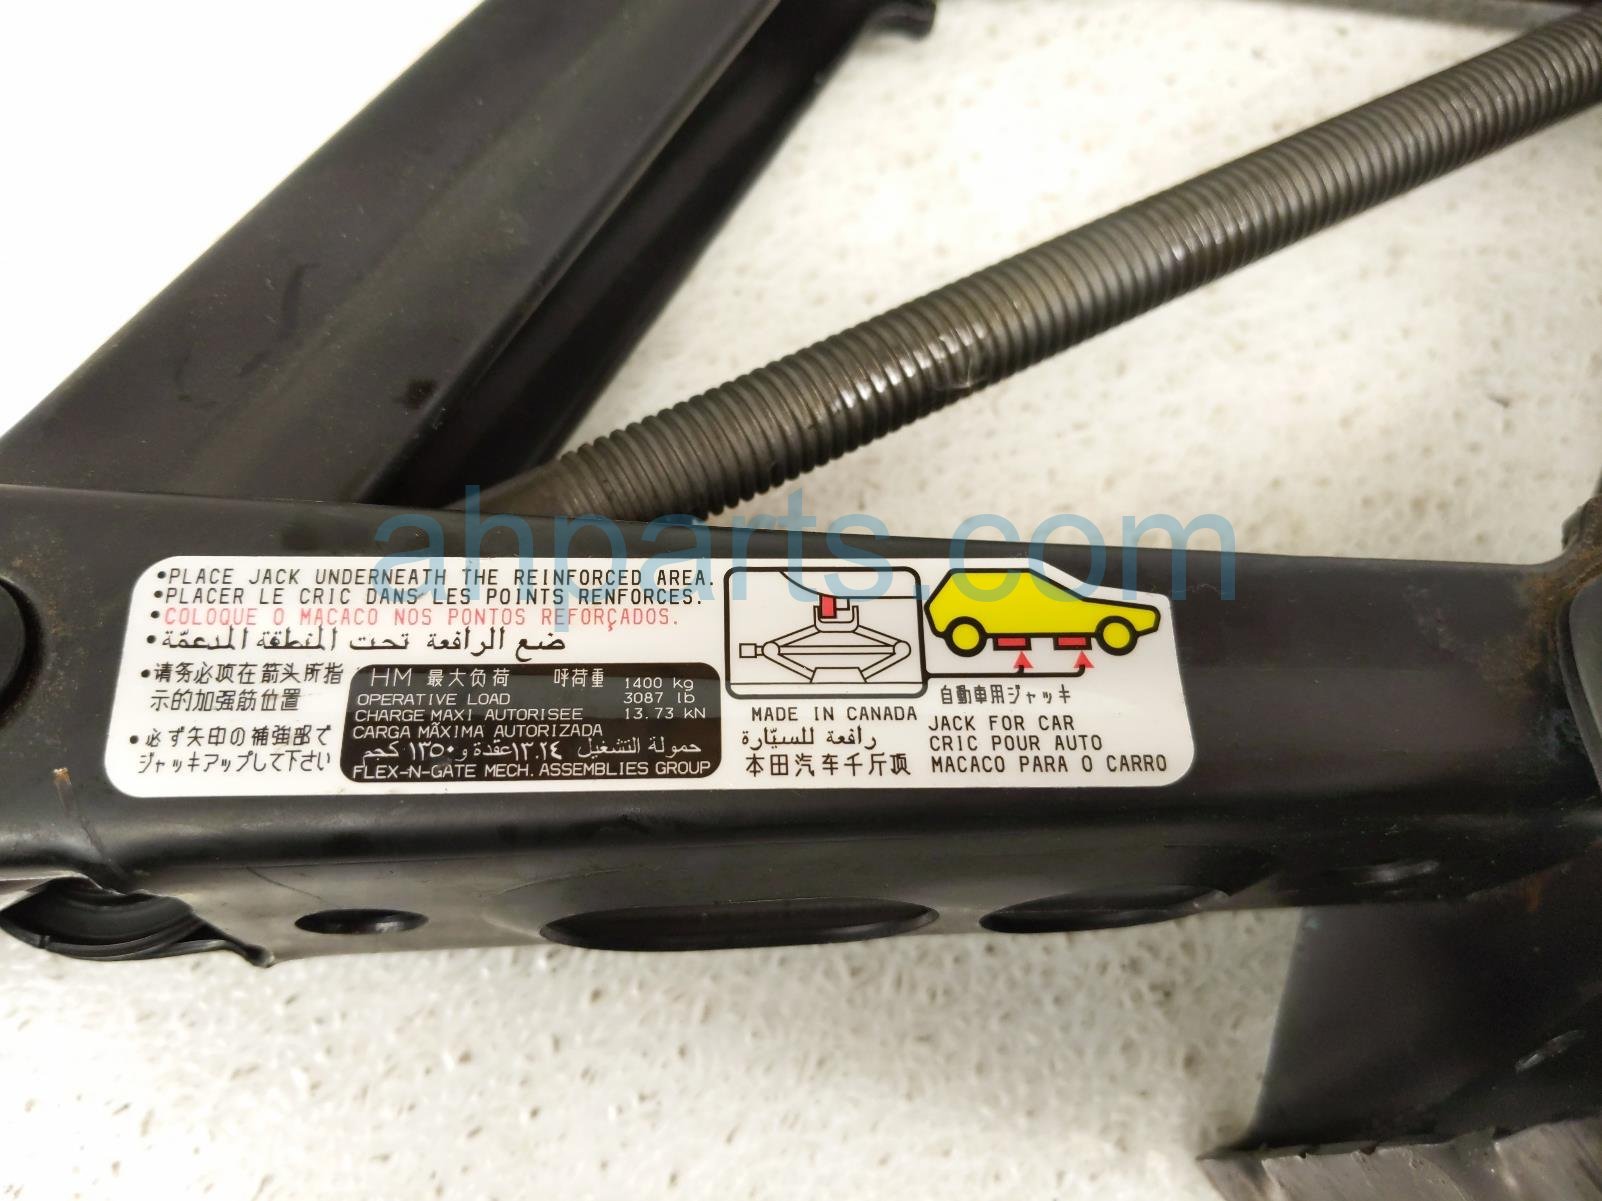 •PLACE JACK UNDERNEATH THE REINFORCED AREA.
•PLACER LE CRIC DANS LES POINTS RENFORCES.
•COLOQUE O MACACO NOS PONTOS REFORÇADOS.
•ضع الرافعة تحت المنطقة المدعمّة
•请务必顶在箭头所指
示的加强筋位置
•必ず矢印の補強部で
ジャッキアップして下さい
HM 最大负荷 呼荷重 1400 kg
OPERATIVE LOAD 3087 lb
CHARGE MAXI AUTORISEE 13.73 kN
CARGA MÃXIMA AUTORIZADA
حمولة التشغيل ١٣،٢٤عقدة و ١٣٥٠ كجم
FLEX-N-GATE MECH. ASSEMBLIES GROUP
MADE IN CANADA
رافعة للسيّارة
本田汽车千斤顶
自動車用ジャッキ
JACK FOR CAR
CRIC POUR AUTO
MACACO PARA O CARRO
ahparts.com